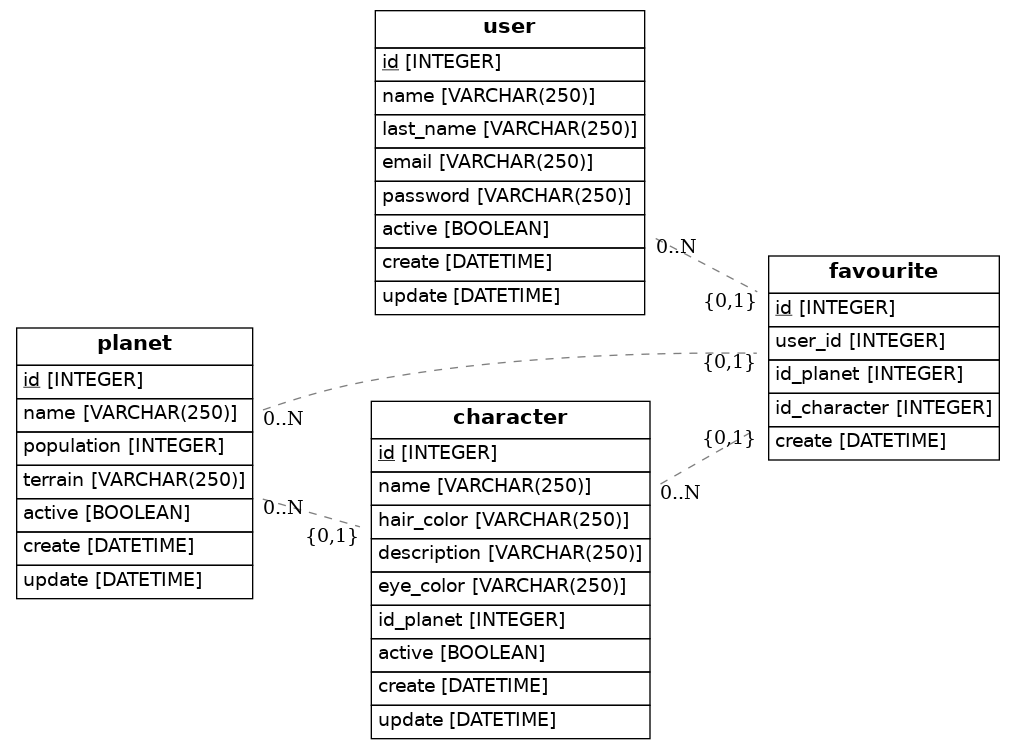 user
id [INTEGER]
name [VARCHAR(250)]
last_name [VARCHAR(250)]
email [VARCHAR(250)]
password [VARCHAR(250)]
active [BOOLEAN]
create [DATETIME]
update [DATETIME]
0..N
{0,1}
favourite
id [INTEGER]
user_id [INTEGER]
id_planet [INTEGER]
id_character [INTEGER]
create [DATETIME]
planet
id [INTEGER]
name [VARCHAR(250)]
population [INTEGER]
terrain [VARCHAR(250)]
active [BOOLEAN]
create [DATETIME]
update [DATETIME]
0..N
{0,1}
0..N
{0,1}
character
id [INTEGER]
name [VARCHAR(250)]
hair_color [VARCHAR(250)]
description [VARCHAR(250)]
eye_color [VARCHAR(250)]
id_planet [INTEGER]
active [BOOLEAN]
create [DATETIME]
update [DATETIME]
{0,1}
0..N